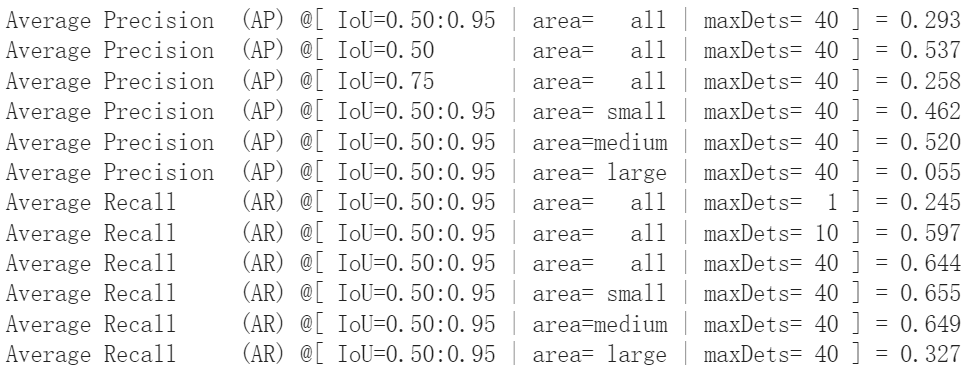 Average Precision  (AP) @[ IoU=0.50:0.95 | area=   all | maxDets= 40 ] = 0.293
Average Precision  (AP) @[ IoU=0.50      | area=   all | maxDets= 40 ] = 0.537
Average Precision  (AP) @[ IoU=0.75      | area=   all | maxDets= 40 ] = 0.258
Average Precision  (AP) @[ IoU=0.50:0.95 | area= small | maxDets= 40 ] = 0.462
Average Precision  (AP) @[ IoU=0.50:0.95 | area=medium | maxDets= 40 ] = 0.520
Average Precision  (AP) @[ IoU=0.50:0.95 | area= large | maxDets= 40 ] = 0.055
Average Recall     (AR) @[ IoU=0.50:0.95 | area=   all | maxDets=  1 ] = 0.245
Average Recall     (AR) @[ IoU=0.50:0.95 | area=   all | maxDets= 10 ] = 0.597
Average Recall     (AR) @[ IoU=0.50:0.95 | area=   all | maxDets= 40 ] = 0.644
Average Recall     (AR) @[ IoU=0.50:0.95 | area= small | maxDets= 40 ] = 0.655
Average Recall     (AR) @[ IoU=0.50:0.95 | area=medium | maxDets= 40 ] = 0.649
Average Recall     (AR) @[ IoU=0.50:0.95 | area= large | maxDets= 40 ] = 0.327